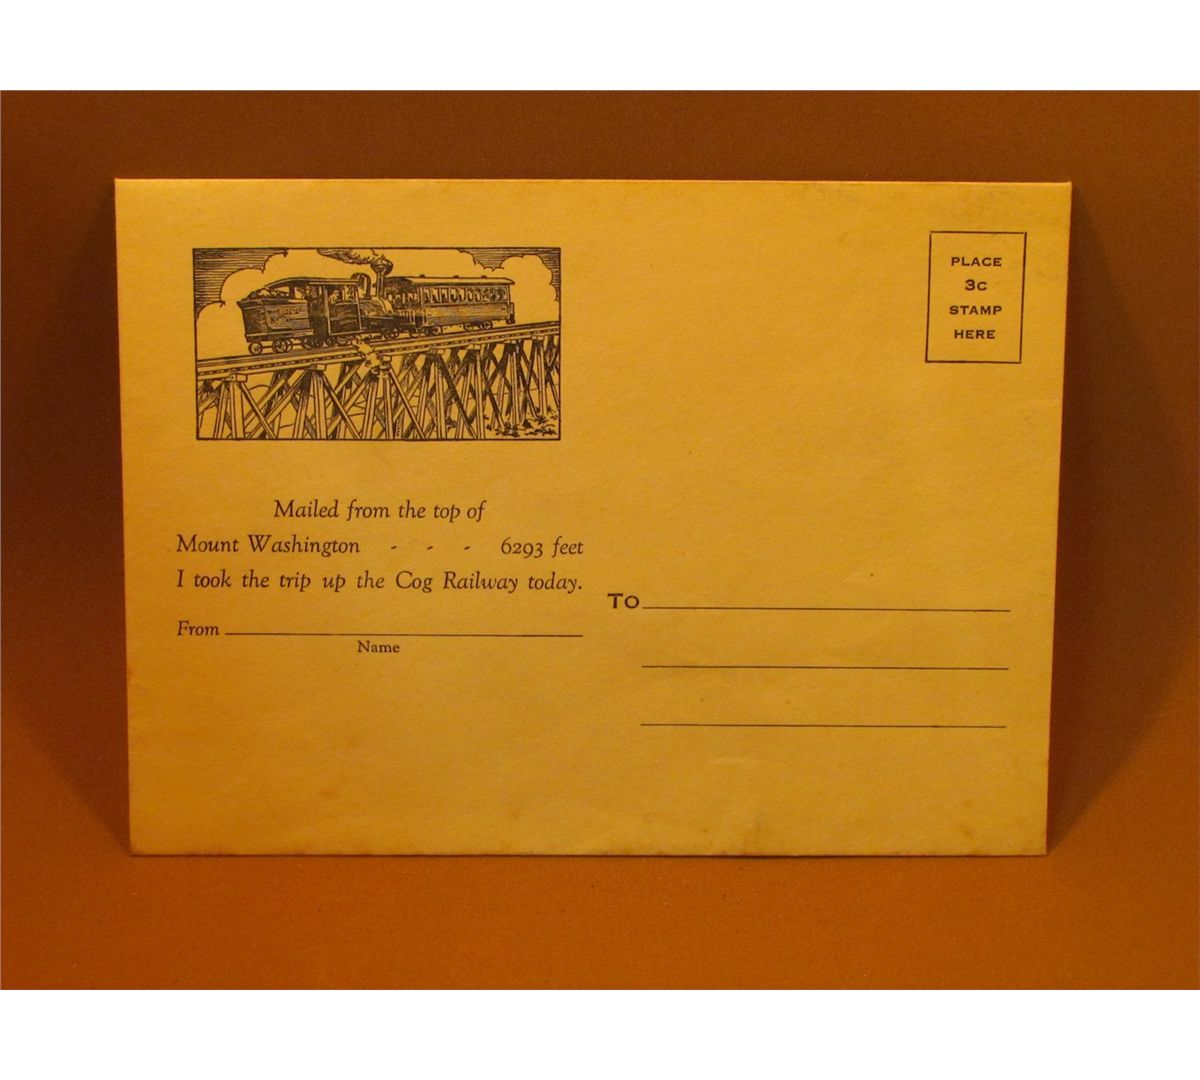 PLACE
3c
STAMP
HERE
Mailed from the top of
Mount Washington - - - 6293 feet
I took the trip up the Cog Railway today.
From
Name
To